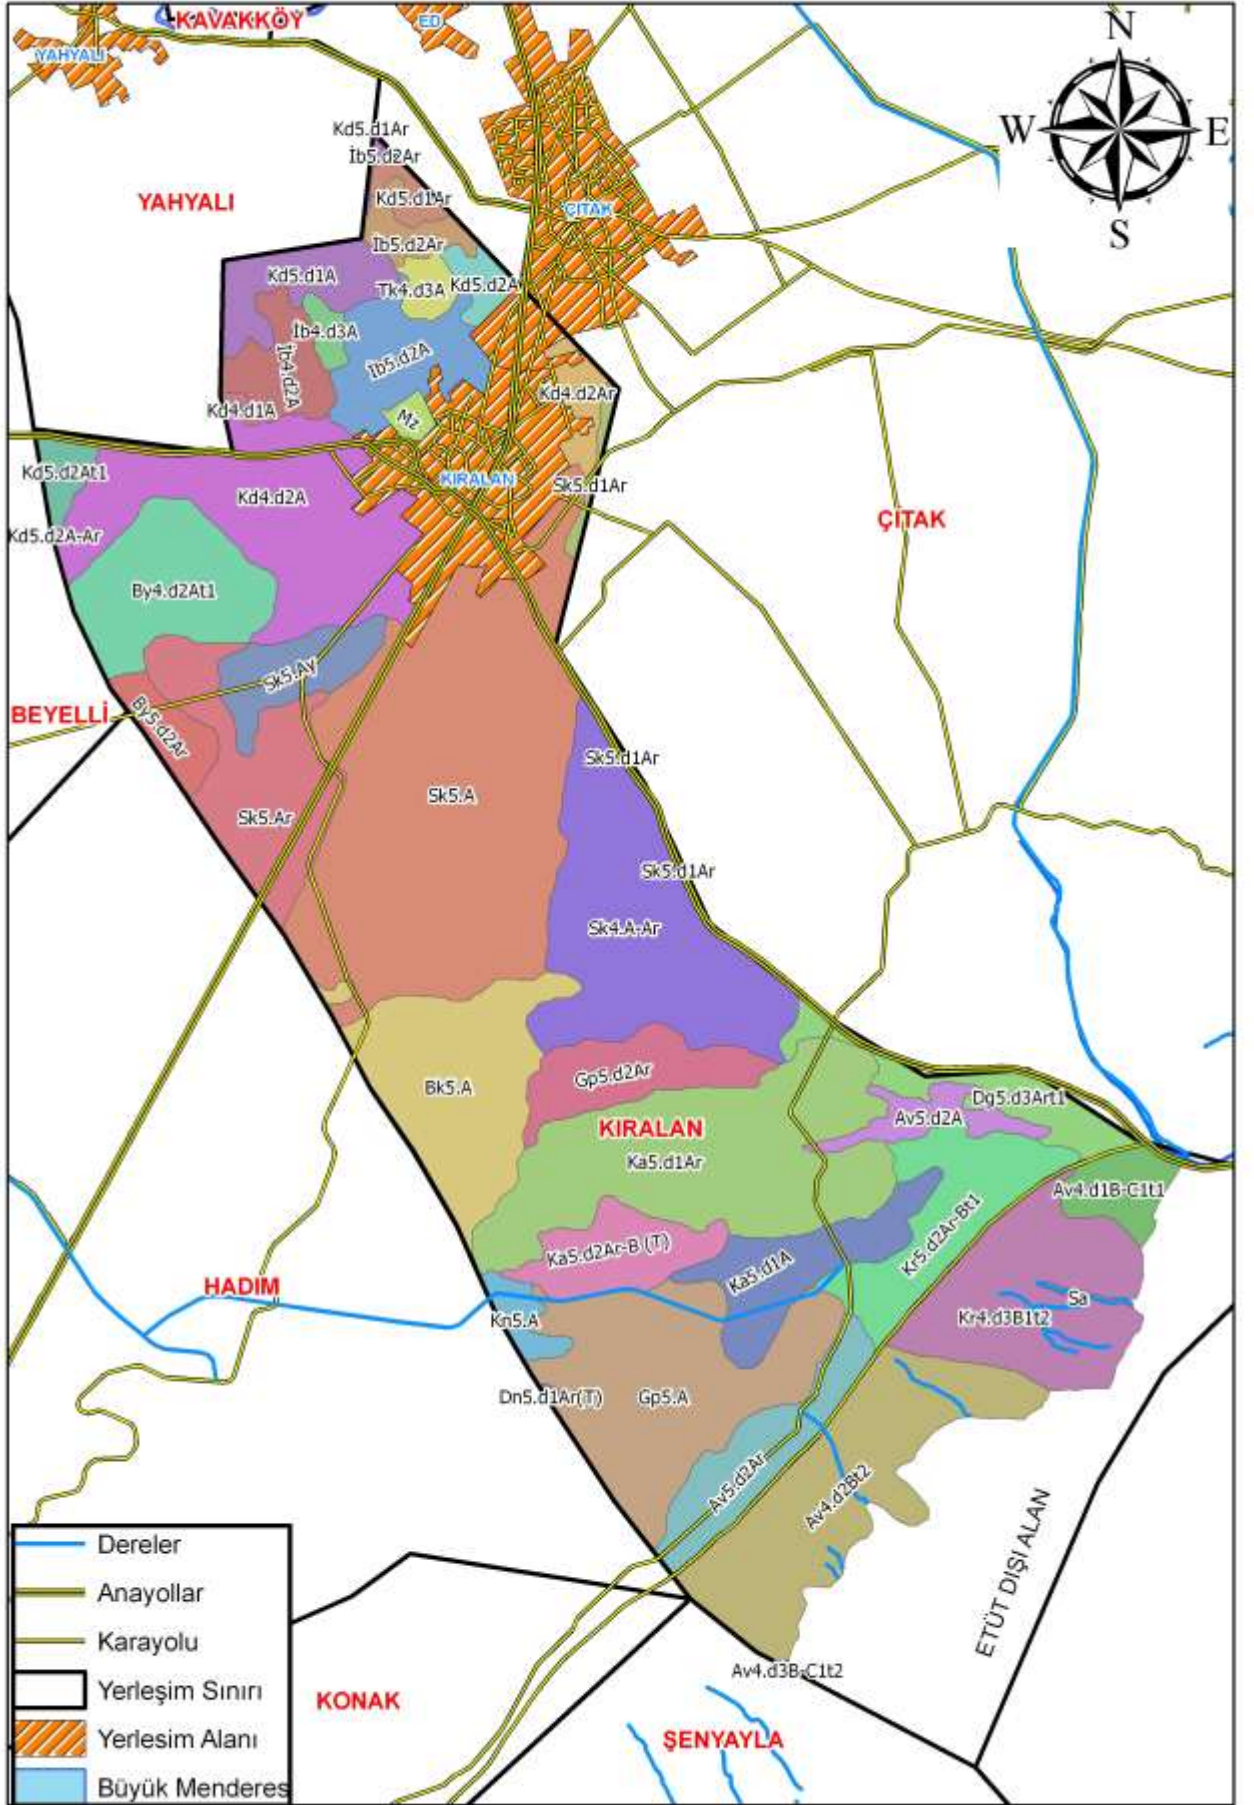 KAVAKKÖY
ED
YAHYALI
N
W
E
S
Kd5.d1Ar
İb5.d2Ar
YAHYALI
Kd5.d1Ar
ÇITAK
İb5.d2Ar
Kd5.d1A
Tk4.d3A
Kd5.d2A
İb4.d3A
İb4.d2A
İb5.d2A
Kd4.d2Ar
Kd4.d1A
Mz
Kd5.d2At1
KIRALAN
Sk5.d1Ar
Kd4.d2A
ÇITAK
Kd5.d2A-Ar
By4.d2At1
Sk5.Ay
BEYELLİ
By5.d2Ar
Sk5.d1Ar
Sk5.A
Sk5.Ar
Sk5.d1Ar
Sk4.A-Ar
Gp5.d2Ar
Bk5.A
Dg5.d3Art1
Av5.d2A
KIRALAN
Ka5.d1Ar
Av4.d1B-C1t1
Kr5.d2Ar-Bt1
Ka5.d2Ar-B (T)
Ka5.d1A
HADIM
Sa
Kn5.A
Kr4.d3B1t2
Dn5.d1Ar(T)
Gp5.A
Av5.d2Ar
Av4.d2Bt2
ETÜT DIŞI ALAN
Av4.d3B-C1t2
KONAK
ŞENYAYLA
Dereler
Anayollar
Karayolu
Yerleşim Sınırı
Yerlesim Alanı
Büyük Menderes